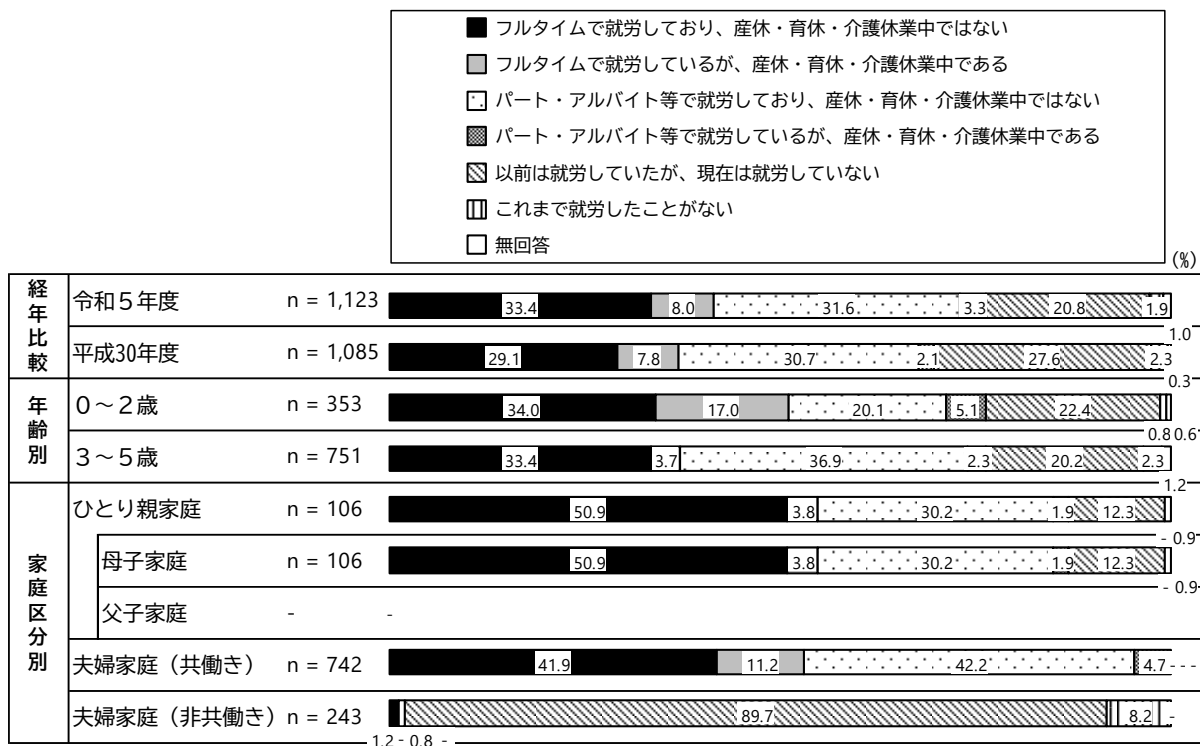 フルタイムで就労しており、産休・育休・介護休業中ではない
フルタイムで就労しているが、産休・育休・介護休業中である
パート・アルバイト等で就労しており、産休・育休・介護休業中ではない
パート・アルバイト等で就労しているが、産休・育休・介護休業中である
以前は就労していたが、現在は就労していない
これまで就労したことがない
無回答
(%)
経年比較
令和５年度 n = 1,123 33.4 8.0 31.6 3.3 20.8 1.9
1.0
平成30年度 n = 1,085 29.1 7.8 30.7 2.1 27.6 2.3
0.3
年齢別
０～２歳 n = 353 34.0 17.0 20.1 5.1 22.4
0.8 0.6
３～５歳 n = 751 33.4 3.7 36.9 2.3 20.2 2.3
1.2
家庭区分別
ひとり親家庭 n = 106 50.9 3.8 30.2 1.9 12.3
- 0.9
母子家庭 n = 106 50.9 3.8 30.2 1.9 12.3
- 0.9
父子家庭 - -
夫婦家庭（共働き） n = 742 41.9 11.2 42.2 4.7 - - -
夫婦家庭（非共働き） n = 243 89.7 8.2 -
1.2 - 0.8 -